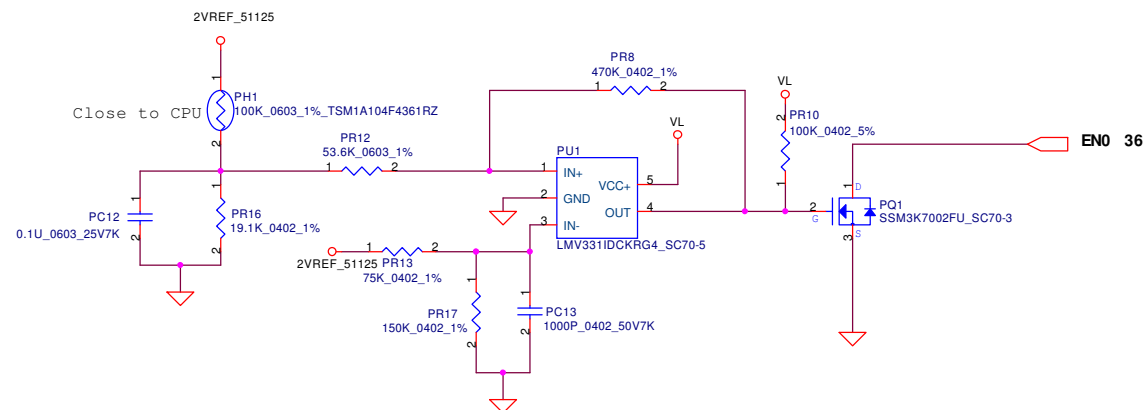 2VREF_51125
1
PH1
100K_0603_1%_TSM1A104F4361RZ
Close to CPU
2
PR8
470K_0402_1%
1 2
VL
2
PR10
100K_0402_5%
1
VL
EN0 36
PR12
53.6K_0603_1%
1 2
PU1
1 IN+
2 GND
3 IN-
VCC+ 5
OUT 4
LMV331IDCKRG4_SC70-5
1
PC12
0.1U_0603_25V7K
2
1
PR16
19.1K_0402_1%
2
2VREF_51125
1 2
PR13
75K_0402_1%
1
PR17
150K_0402_1%
2
1
PC13
1000P_0402_50V7K
2
1 D
2 G
3 S
PQ1
SSM3K7002FU_SC70-3